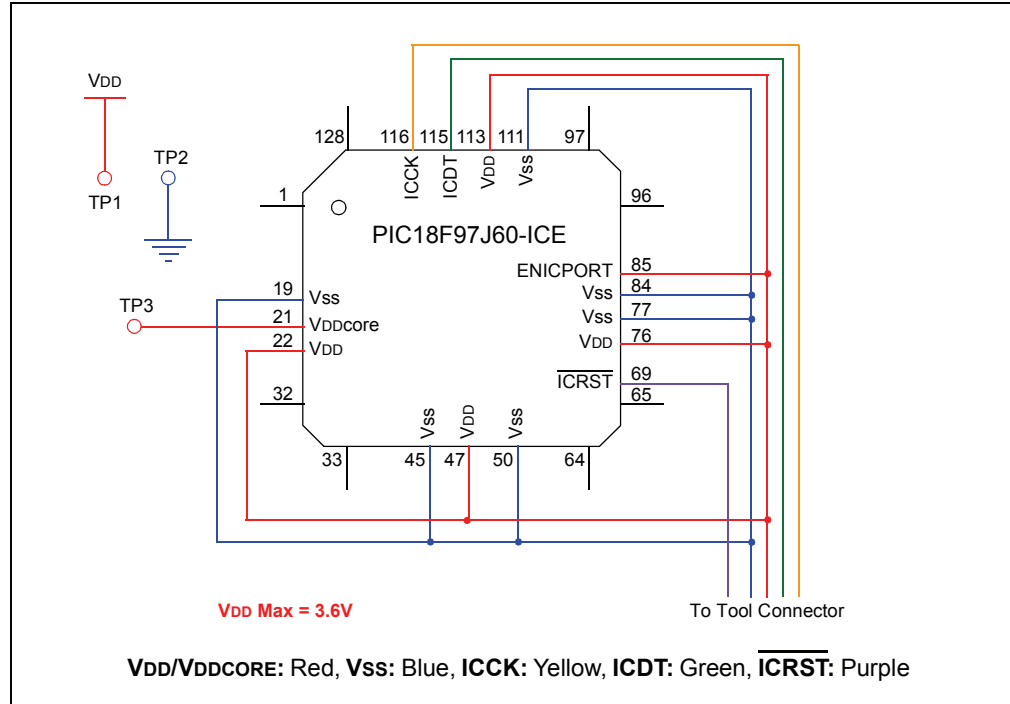 VDD
TP1
TP2
TP3
128
116
115
113
111
97
ICCK
ICDT
VDD
Vss
1
96
PIC18F97J60-ICE
ENICPORT
85
Vss
84
Vss
77
VDD
76
ICRST
69
65
19
Vss
21
VDDcore
22
VDD
32
33
45
47
50
64
Vss
VDD
Vss
VDD Max = 3.6V
To Tool Connector
VDD/VDDCORE: Red, Vss: Blue, ICCK: Yellow, ICDT: Green, ICRST: Purple